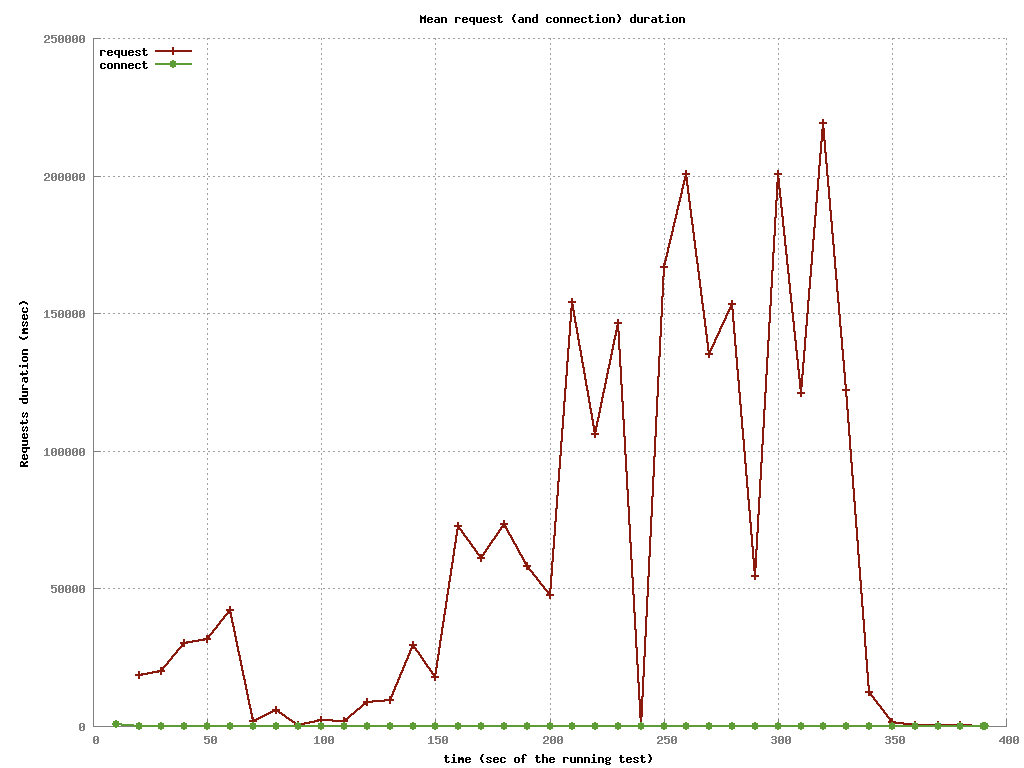 Mean request (and connection) duration
250000
request
connect
200000
150000
Requests duration (msec)
100000
50000
0
0 50 100 150 200 250 300 350 400
time (sec of the running test)